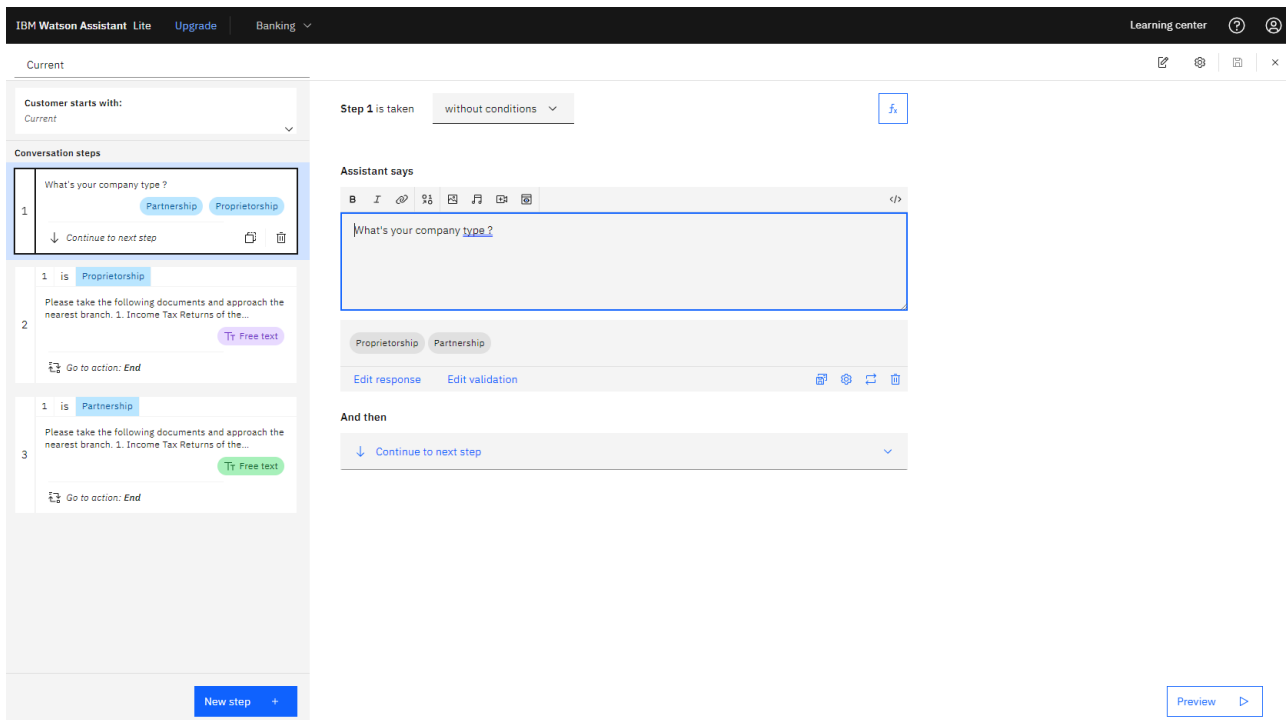 IBM Watson Assistant Lite Upgrade Banking Learning center
Current
Customer starts with:
Current
Conversation steps
1
What's your company type ?
Partnership Proprietorship
Continue to next step
2
1 is Proprietorship
Please take the following documents and approach the
nearest branch. 1. Income Tax Returns of the...
Tт Free text
Go to action: End
3
1 is Partnership
Please take the following documents and approach the
nearest branch. 1. Income Tax Returns of the...
Tт Free text
Go to action: End
New step +
Step 1 is taken without conditions
fx
Assistant says
B I </>
What's your company type ?
Proprietorship Partnership
Edit response Edit validation
And then
Continue to next step
Preview